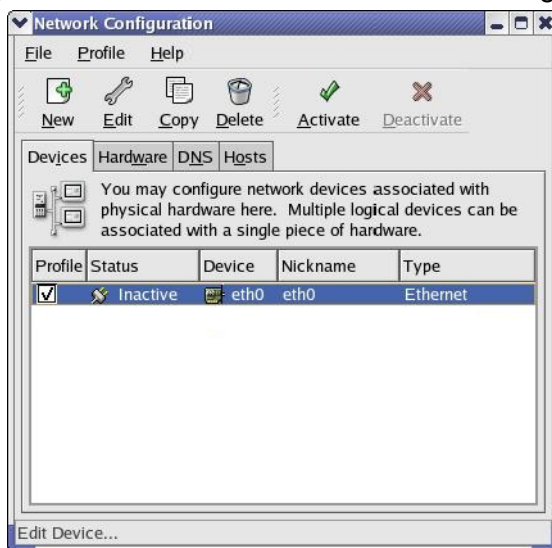 Network Configuration
File Profile Help
New Edit Copy Delete Activate Deactivate
Devices Hardware DNS Hosts
You may configure network devices associated with
physical hardware here. Multiple logical devices can be
associated with a single piece of hardware.
Profile Status Device Nickname Type
Inactive eth0 eth0 Ethernet
Edit Device...